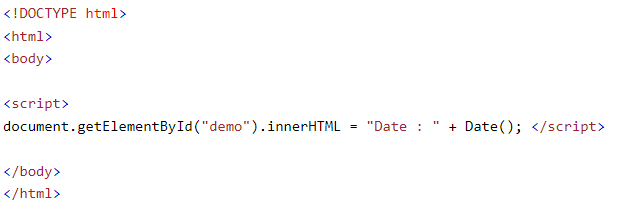 <!DOCTYPE html>
<html>
<body>
<script>
document.getElementById("demo").innerHTML = "Date : " + Date(); </script>
</body>
</html>